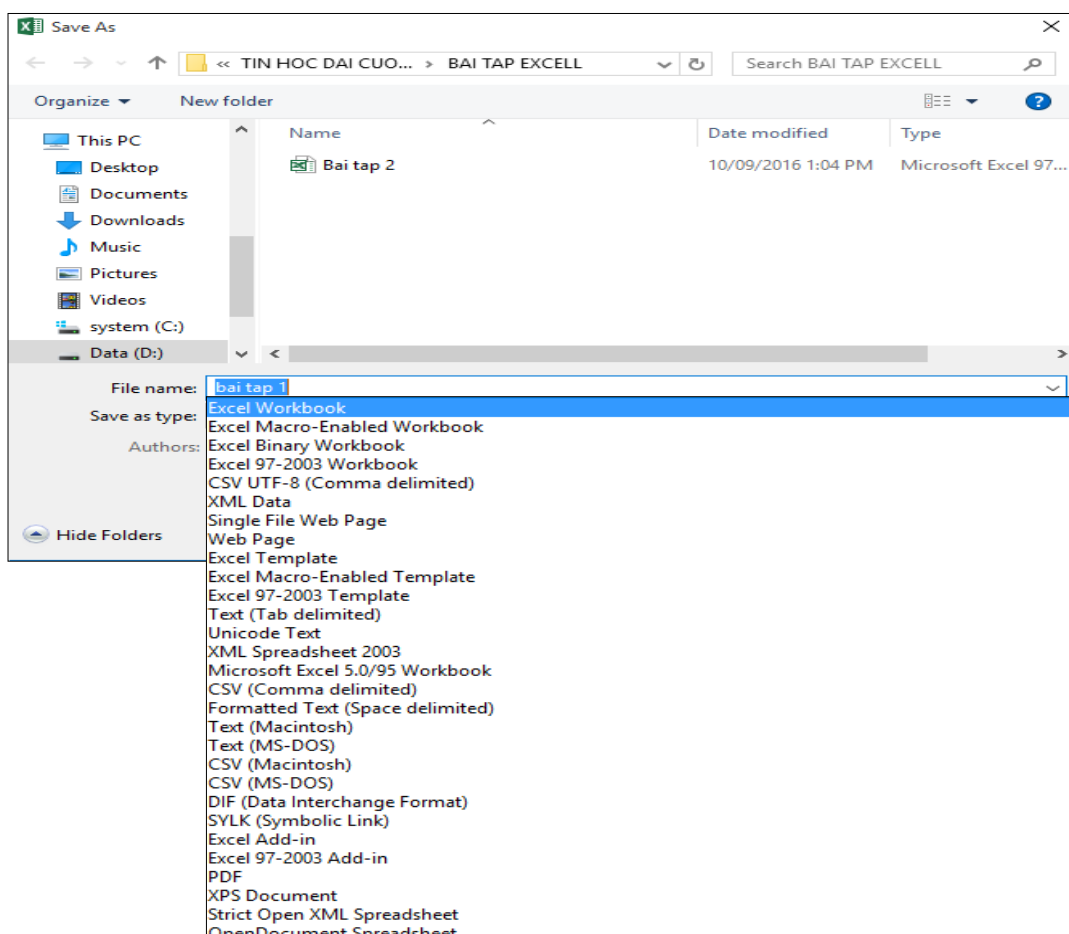 Save As
« TIN HOC DAI CUO... > BAI TAP EXCELL
Search BAI TAP EXCELL
Organize
New folder
?
This PC
Name
Date modified
Type
Desktop
Bai tap 2
10/09/2016 1:04 PM
Microsoft Excel 97...
Documents
Downloads
Music
Pictures
Videos
system (C:)
Data (D:)
File name: bai tap 1
Save as type: Excel Workbook
Excel Macro-Enabled Workbook
Authors: Excel Binary Workbook
Excel 97-2003 Workbook
CSV UTF-8 (Comma delimited)
XML Data
Single File Web Page
Hide Folders
Web Page
Excel Template
Excel Macro-Enabled Template
Excel 97-2003 Template
Text (Tab delimited)
Unicode Text
XML Spreadsheet 2003
Microsoft Excel 5.0/95 Workbook
CSV (Comma delimited)
Formatted Text (Space delimited)
Text (Macintosh)
Text (MS-DOS)
CSV (Macintosh)
CSV (MS-DOS)
DIF (Data Interchange Format)
SYLK (Symbolic Link)
Excel Add-in
Excel 97-2003 Add-in
PDF
XPS Document
Strict Open XML Spreadsheet
OpenDocument Spreadsheet